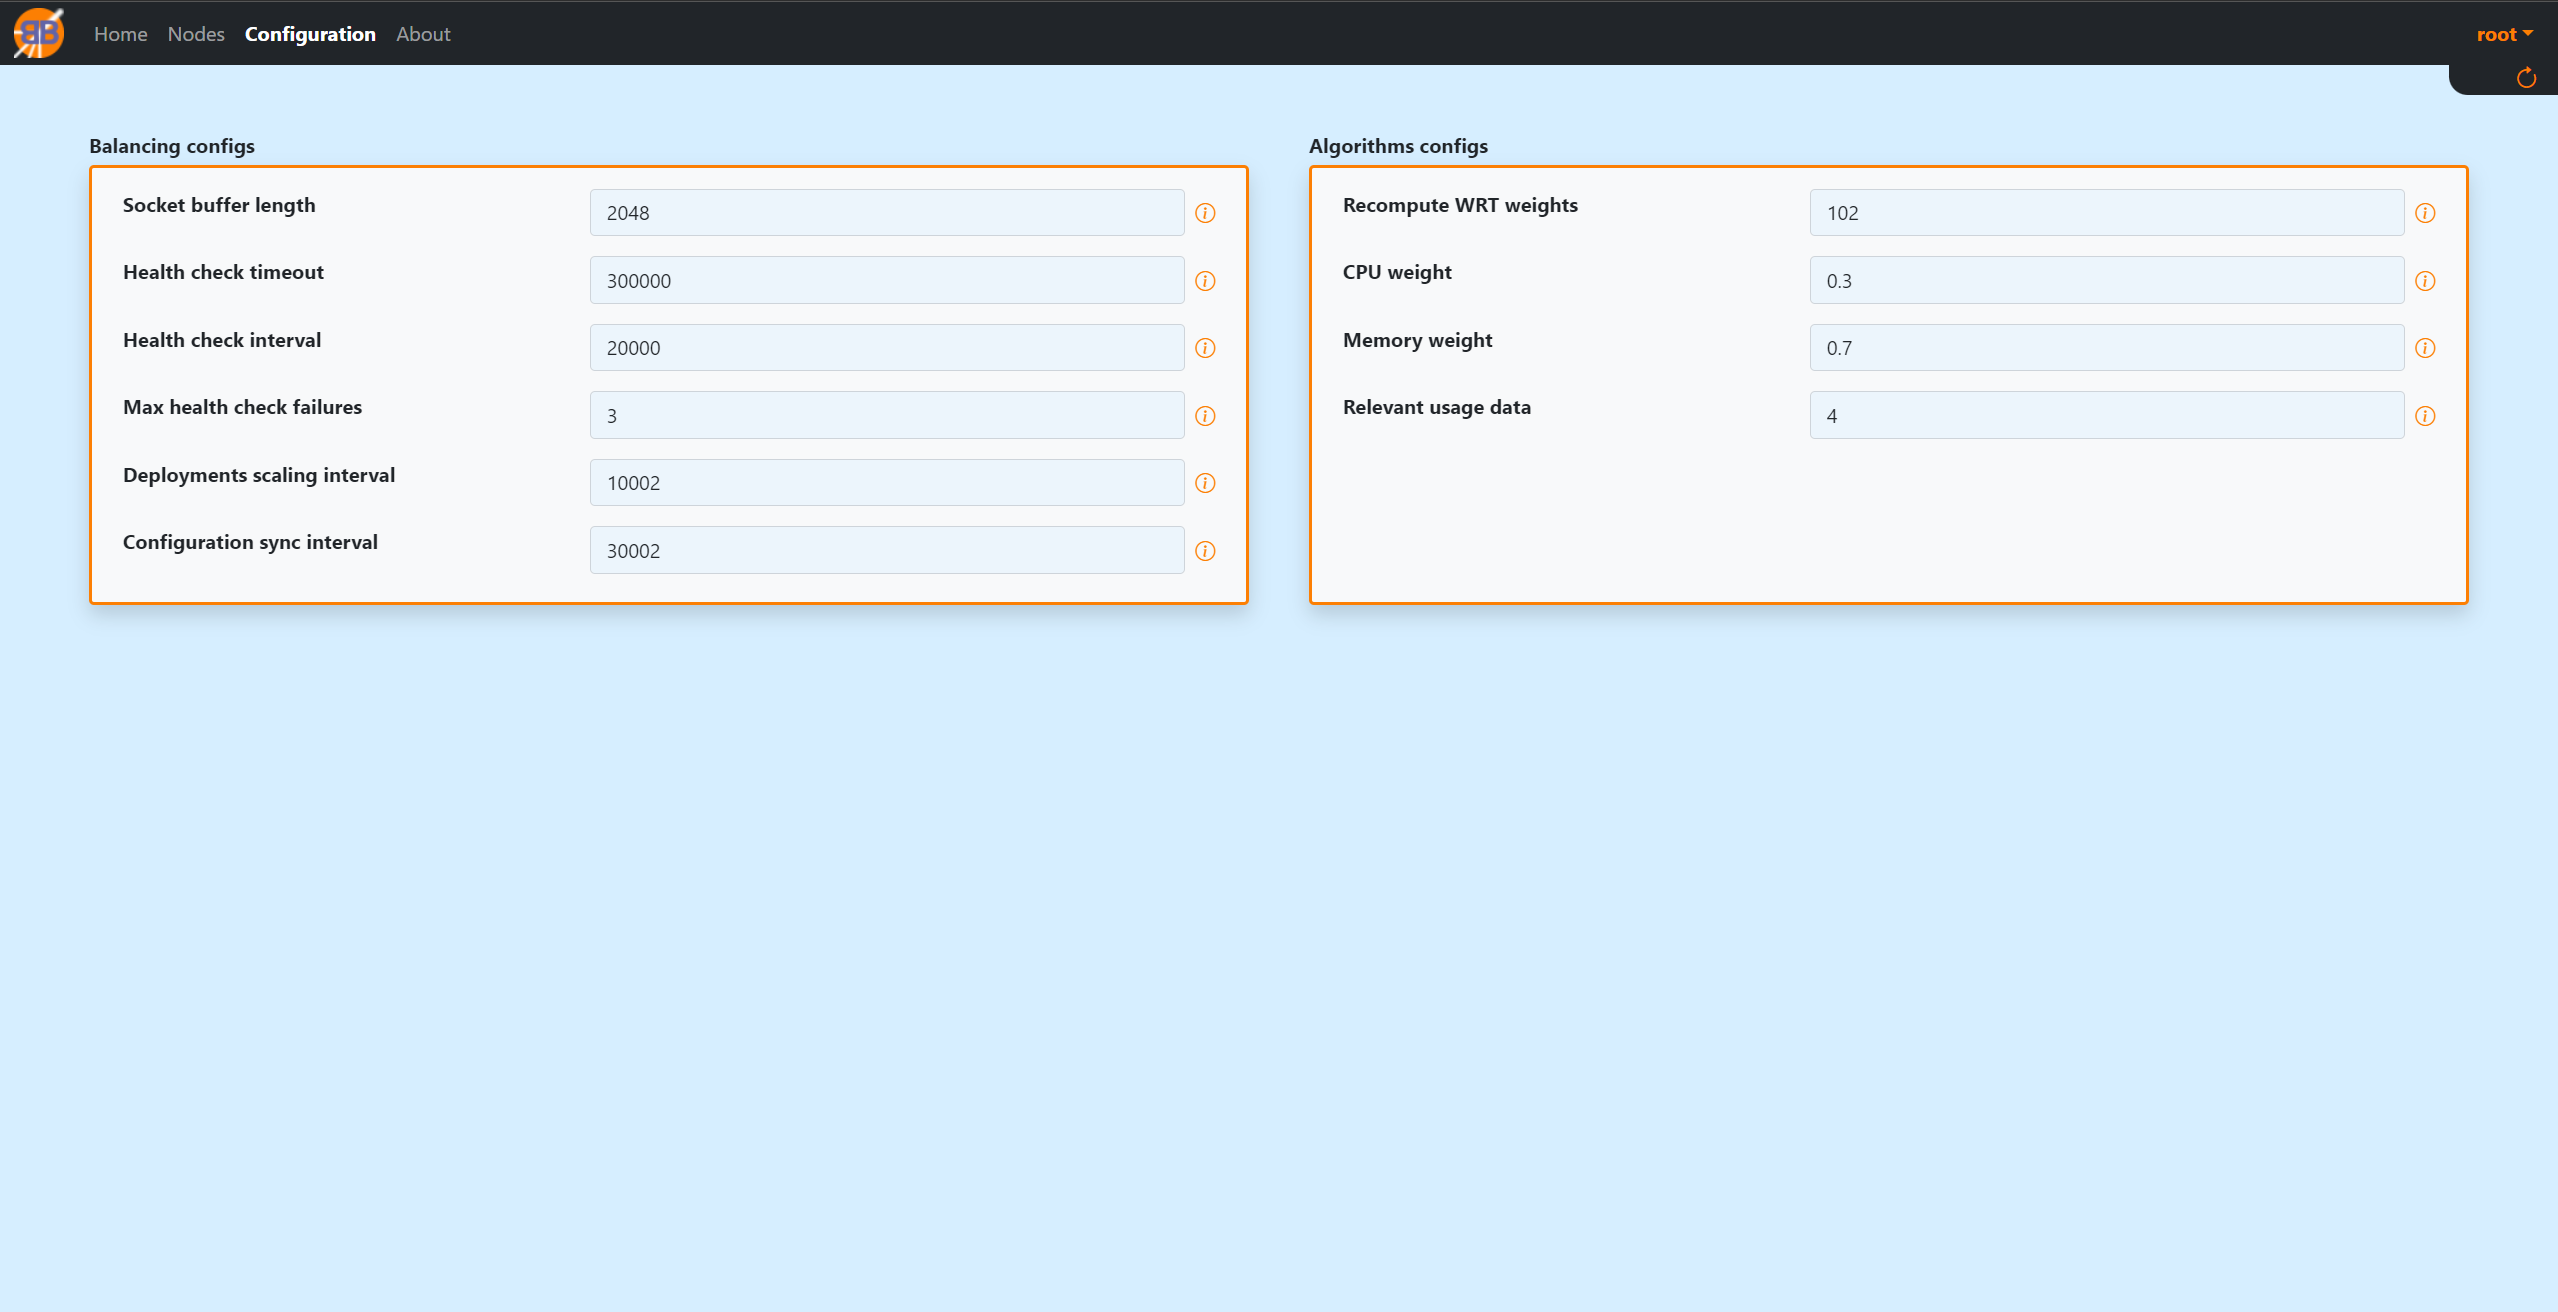 Home Nodes Configuration About root
Balancing configs
Socket buffer length 2048
Health check timeout 300000
Health check interval 20000
Max health check failures 3
Deployments scaling interval 10002
Configuration sync interval 30002
Algorithms configs
Recompute WRT weights 102
CPU weight 0.3
Memory weight 0.7
Relevant usage data 4